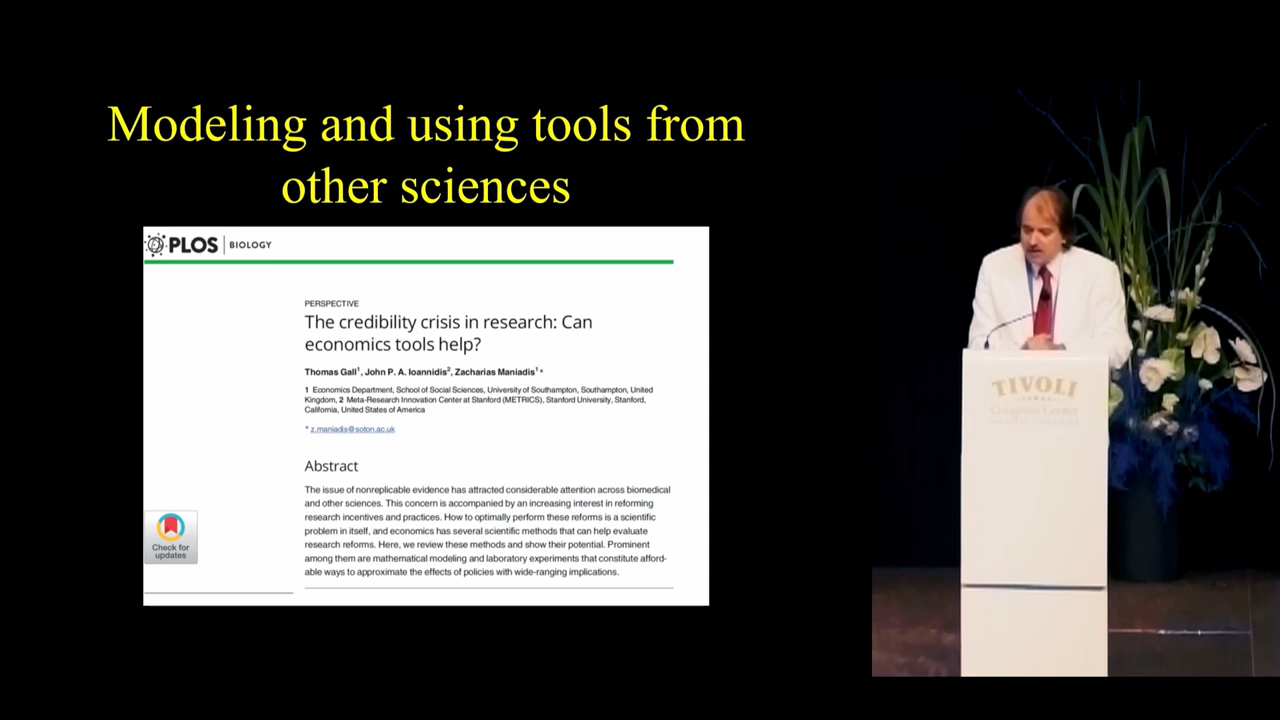 Modeling and using tools from
other sciences
PLOS | BIOLOGY
PERSPECTIVE
The credibility crisis in research: Can
economics tools help?
Thomas Gall1, John P. A. Ioannidis2, Zacharias Maniadis1*
1 Economics Department, School of Social Sciences, University of Southampton, Southampton, United
Kingdom, 2 Meta-Research Innovation Center at Stanford (METRICS), Stanford University, Stanford,
California, United States of America
* z.maniadis@soton.ac.uk
Abstract
The issue of nonreplicable evidence has attracted considerable attention across biomedical
and other sciences. This concern is accompanied by an increasing interest in reforming
research incentives and practices. How to optimally perform these reforms is a scientific
problem in itself, and economics has several scientific methods that can help evaluate
research reforms. Here, we review these methods and show their potential. Prominent
among them are mathematical modeling and laboratory experiments that constitute afford-
able ways to approximate the effects of policies with wide-ranging implications.
Check for
updates
TIVOLI
Congress Center